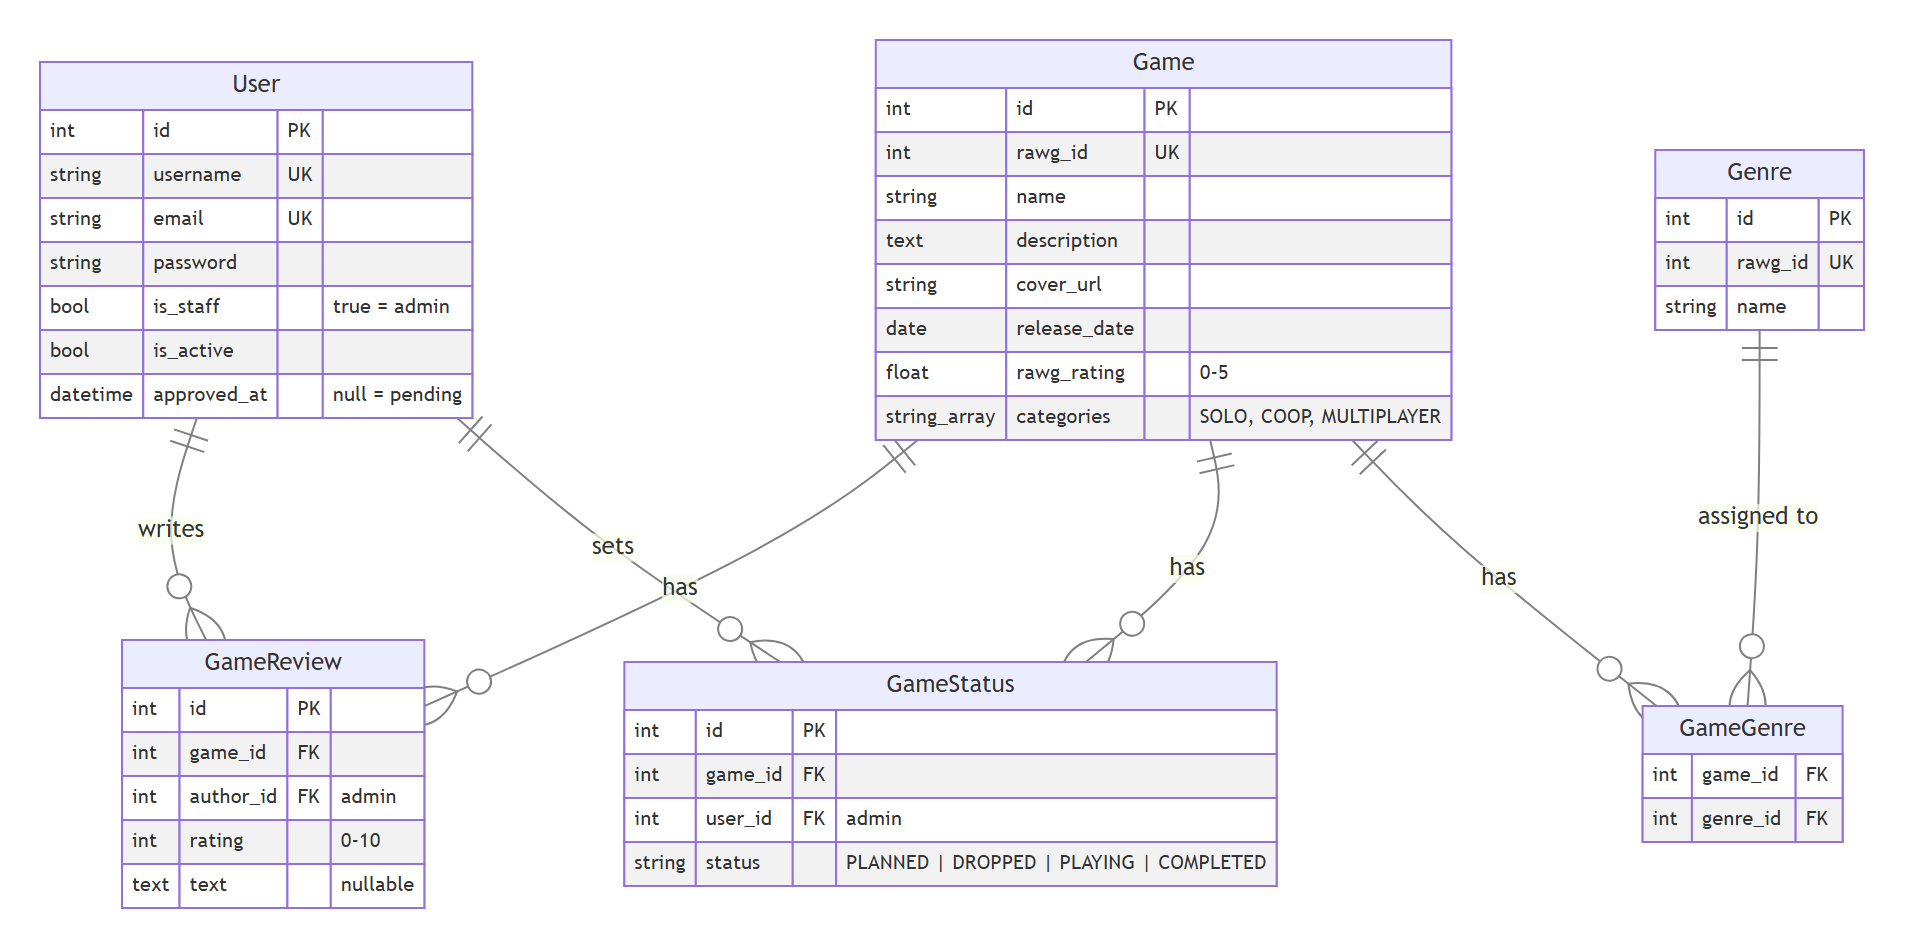 User
int id PK
string username UK
string email UK
string password
bool is_staff true = admin
bool is_active
datetime approved_at null = pending
Game
int id PK
int rawg_id UK
string name
text description
string cover_url
date release_date
float rawg_rating 0-5
string_array categories SOLO, COOP, MULTIPLAYER
Genre
int id PK
int rawg_id UK
string name
writes
sets
has
has
has
assigned to
GameReview
int id PK
int game_id FK
int author_id FK admin
int rating 0-10
text text nullable
GameStatus
int id PK
int game_id FK
int user_id FK admin
string status PLANNED | DROPPED | PLAYING | COMPLETED
GameGenre
int game_id FK
int genre_id FK